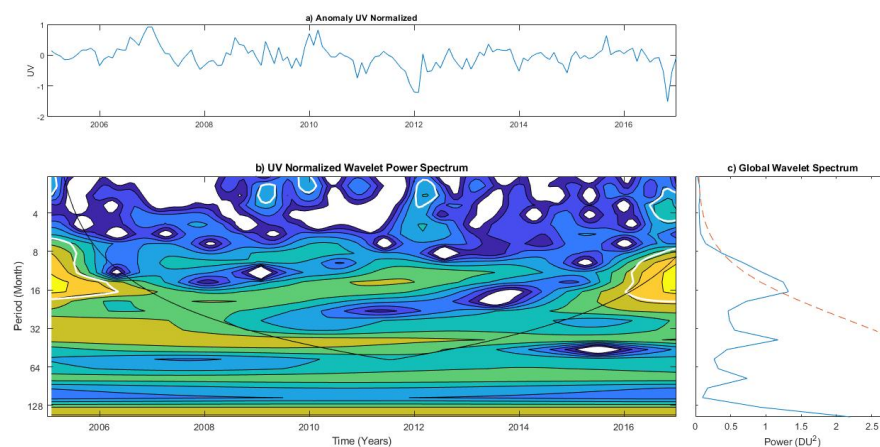 a) Anomaly UV Normalized
UV
1
0
-1
-2
2006 2008 2010 2012 2014 2016
b) UV Normalized Wavelet Power Spectrum
Period (Month)
4
8
16
32
64
128
2006 2008 2010 2012 2014 2016
Time (Years)
c) Global Wavelet Spectrum
0 0.5 1 1.5 2 2.5
Power (DU²)